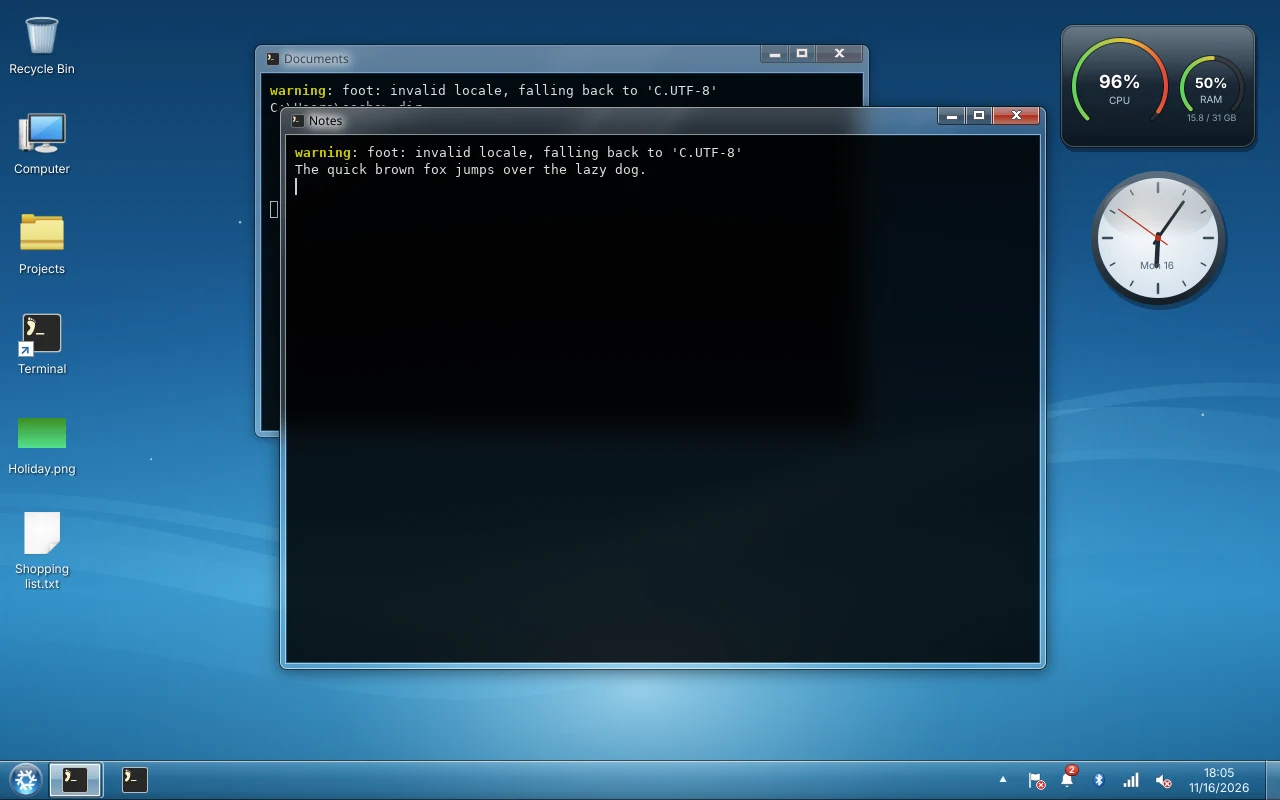 Recycle Bin
Computer
Projects
Terminal
Holiday.png
Shopping
list.txt
Documents
warning: foot: invalid locale, falling back to 'C.UTF-8'
Notes
warning: foot: invalid locale, falling back to 'C.UTF-8'
The quick brown fox jumps over the lazy dog.
96%
CPU
50%
RAM
15.8 / 31 GB
Mon 16
2
18:05
11/16/2026